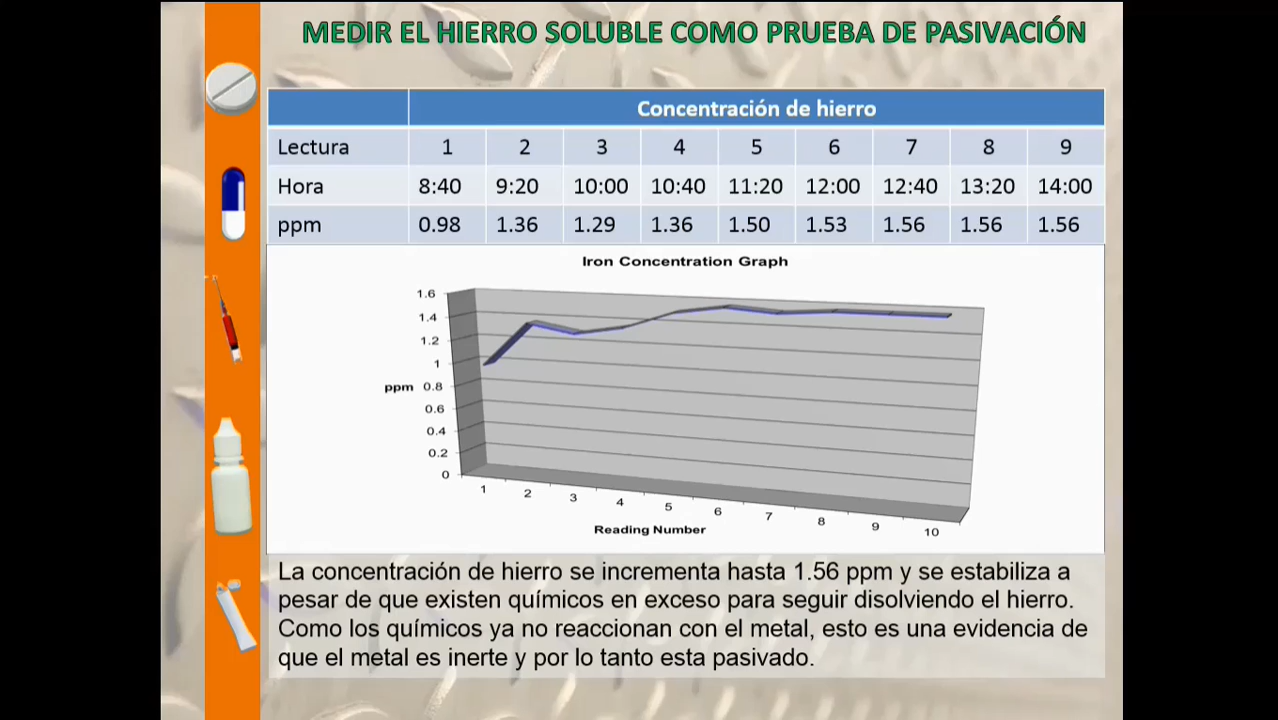 MEDIR EL HIERRO SOLUBLE COMO PRUEBA DE PASIVACIÓN
Concentración de hierro
Lectura 1 2 3 4 5 6 7 8 9
Hora 8:40 9:20 10:00 10:40 11:20 12:00 12:40 13:20 14:00
ppm 0.98 1.36 1.29 1.36 1.50 1.53 1.56 1.56 1.56
Iron Concentration Graph
1.6
1.4
1.2
1
ppm 0.8
0.6
0.4
0.2
0
1 2 3 4 5 6 7 8 9 10
Reading Number
La concentración de hierro se incrementa hasta 1.56 ppm y se estabiliza a
pesar de que existen químicos en exceso para seguir disolviendo el hierro.
Como los químicos ya no reaccionan con el metal, esto es una evidencia de
que el metal es inerte y por lo tanto esta pasivado.